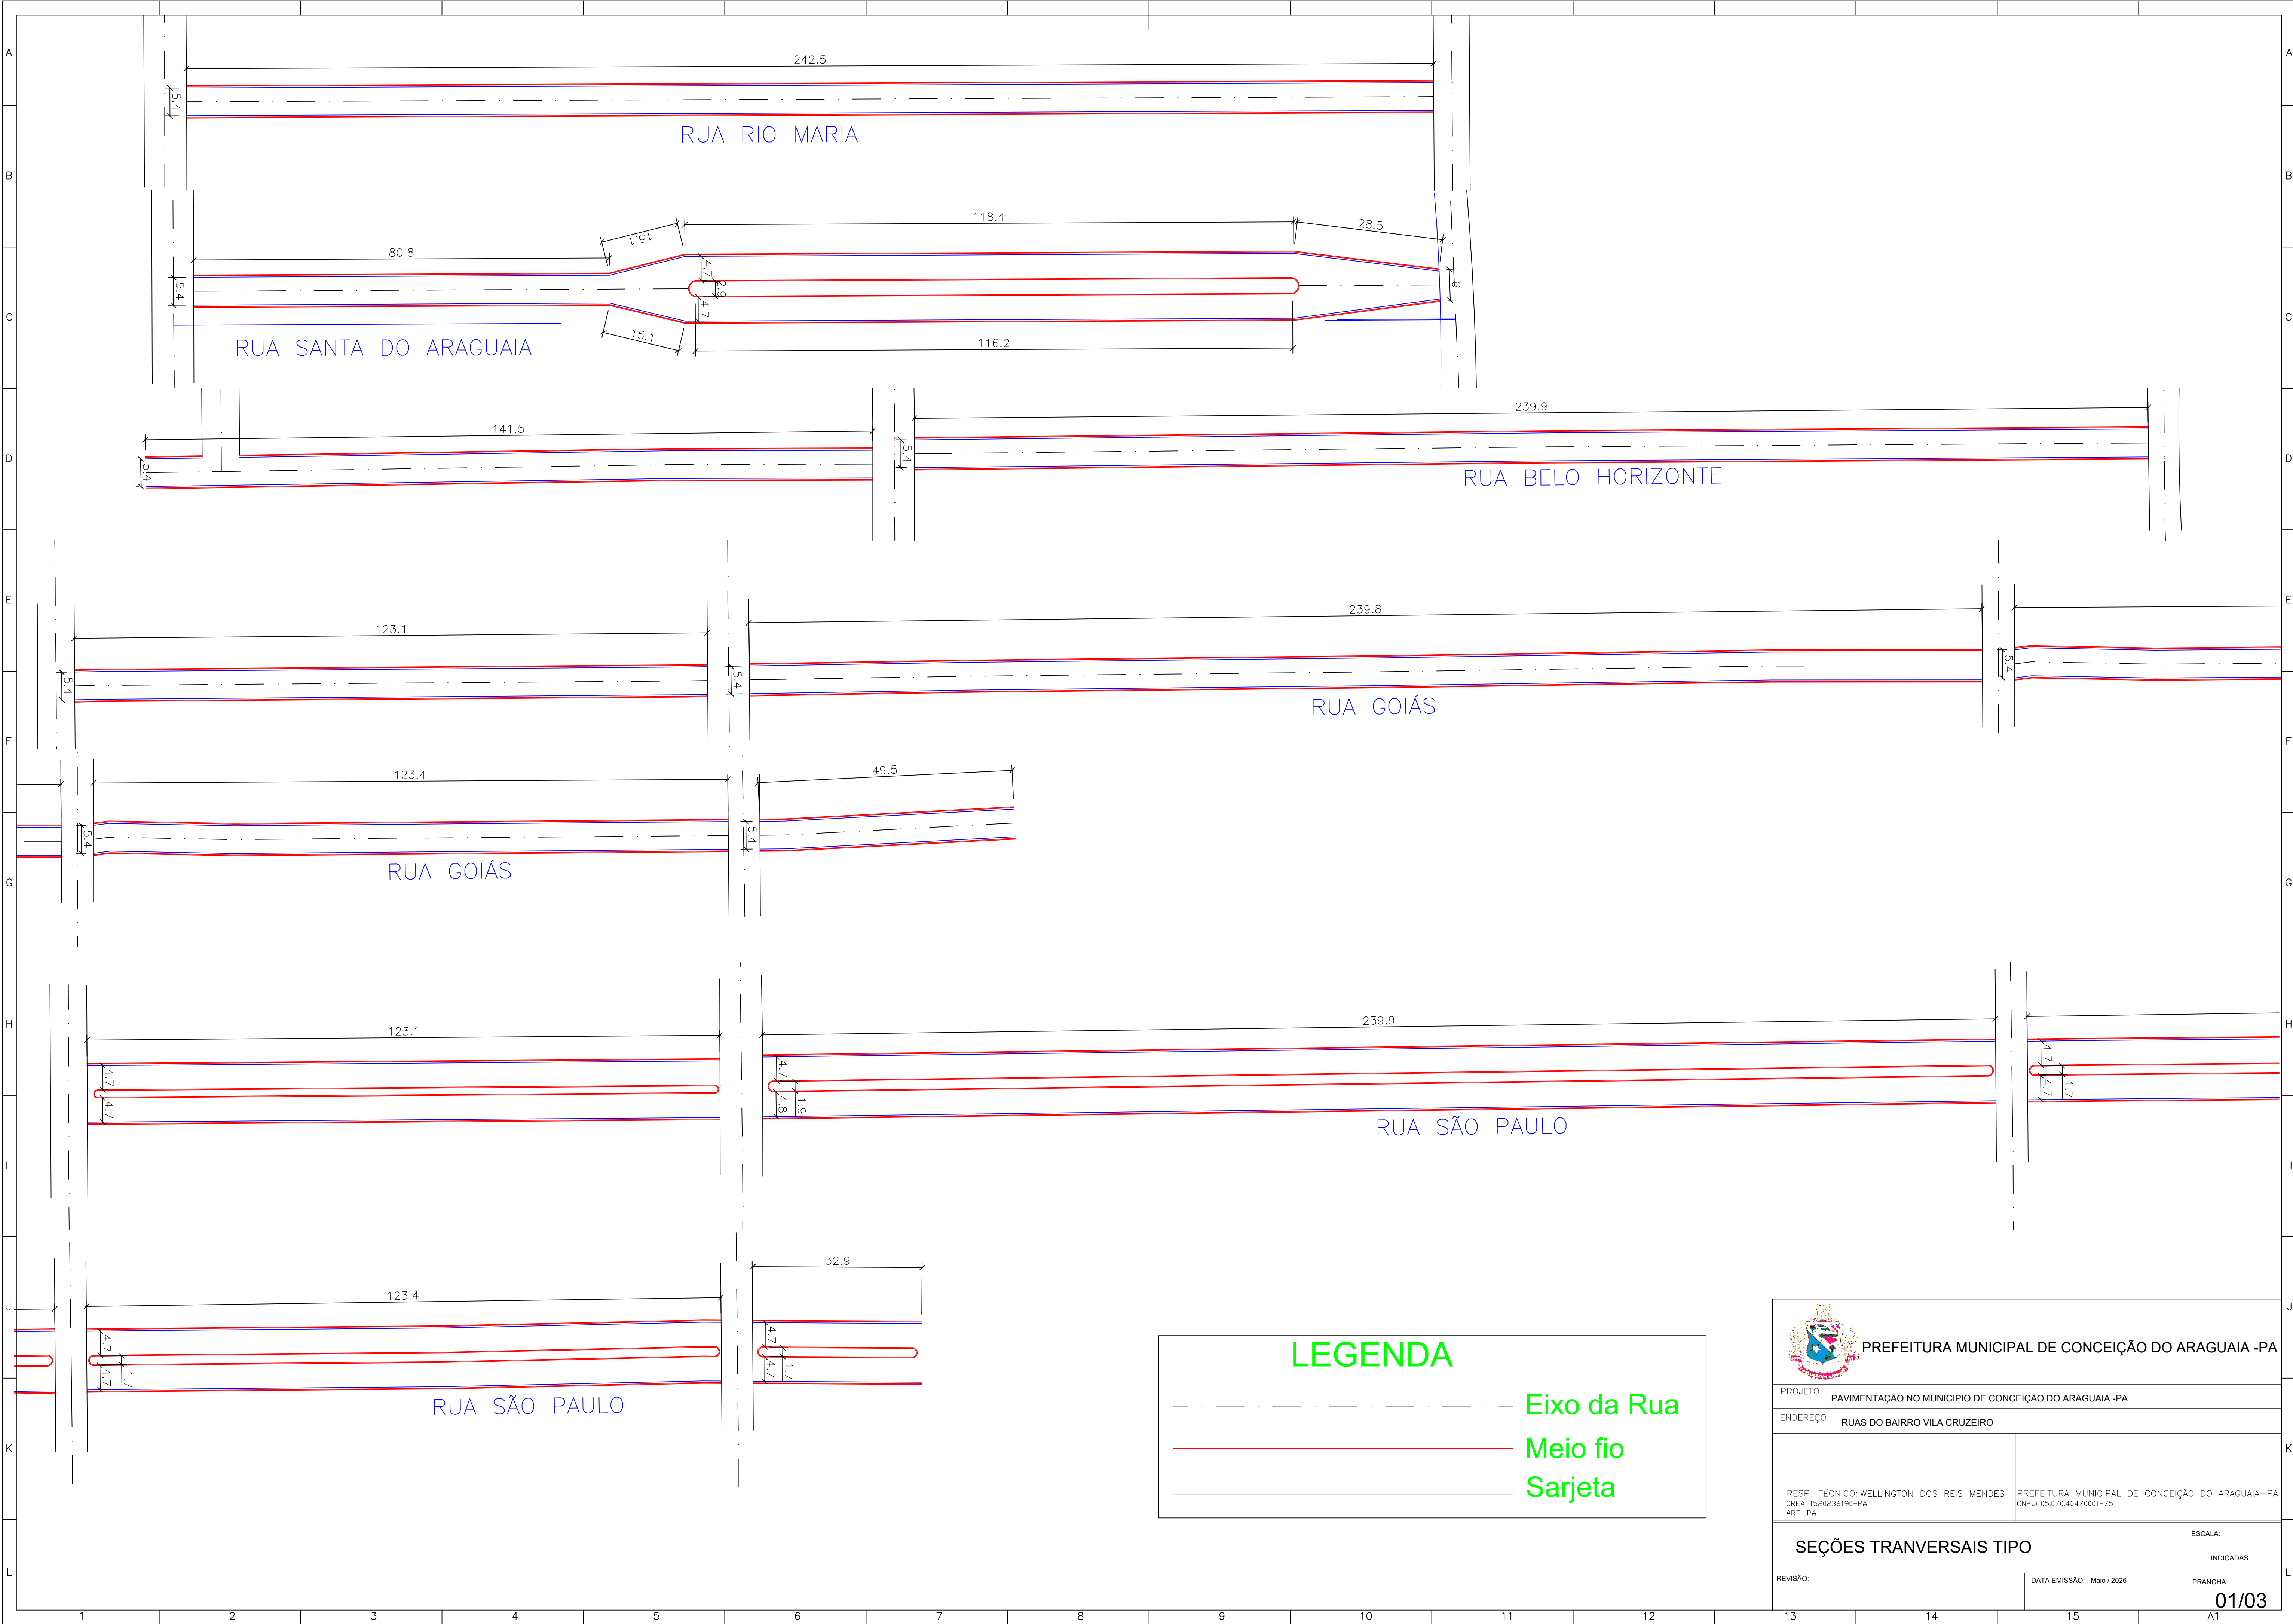 A
A
242.5
5.4
RUA RIO MARIA
B
B
118.4
28.5
15.1
80.8
4.7
2.9
5.4
6
4.7
C
C
15.1
116.2
RUA SANTA DO ARAGUAIA
239.9
141.5
D
D
5.4
5.4
RUA BELO HORIZONTE
E
E
239.8
123.1
5.4
5.4
5.4
RUA GOIÁS
F
F
123.4
49.5
5.4
5.4
RUA GOIÁS
G
G
H
H
123.1
239.9
4.7
4.7
4.7
4.7
4.8
1.9
4.7
1.7
RUA SÃO PAULO
I
I
32.9
123.4
J
J
4.7
4.7
4.7
1.7
4.7
1.7
RUA SÃO PAULO
K
K
L
L
LEGENDA
Eixo da Rua
Meio fio
Sarjeta
PREFEITURA MUNICIPAL DE CONCEIÇÃO DO ARAGUAIA -PA
PROJETO: PAVIMENTAÇÃO NO MUNICIPIO DE CONCEIÇÃO DO ARAGUAIA -PA
ENDEREÇO: RUAS DO BAIRRO VILA CRUZEIRO
RESP. TÉCNICO: WELLINGTON DOS REIS MENDES
CREA: 1520236190-PA
ART: PA
PREFEITURA MUNICIPAL DE CONCEIÇÃO DO ARAGUAIA-PA
CNPJ: 05.070.404/0001-75
SEÇÕES TRANVERSAIS TIPO
ESCALA:
INDICADAS
REVISÃO:
DATA EMISSÃO: Maio / 2026
PRANCHA:
01/03
1 2 3 4 5 6 7 8 9 10 11 12 13 14 15 A1